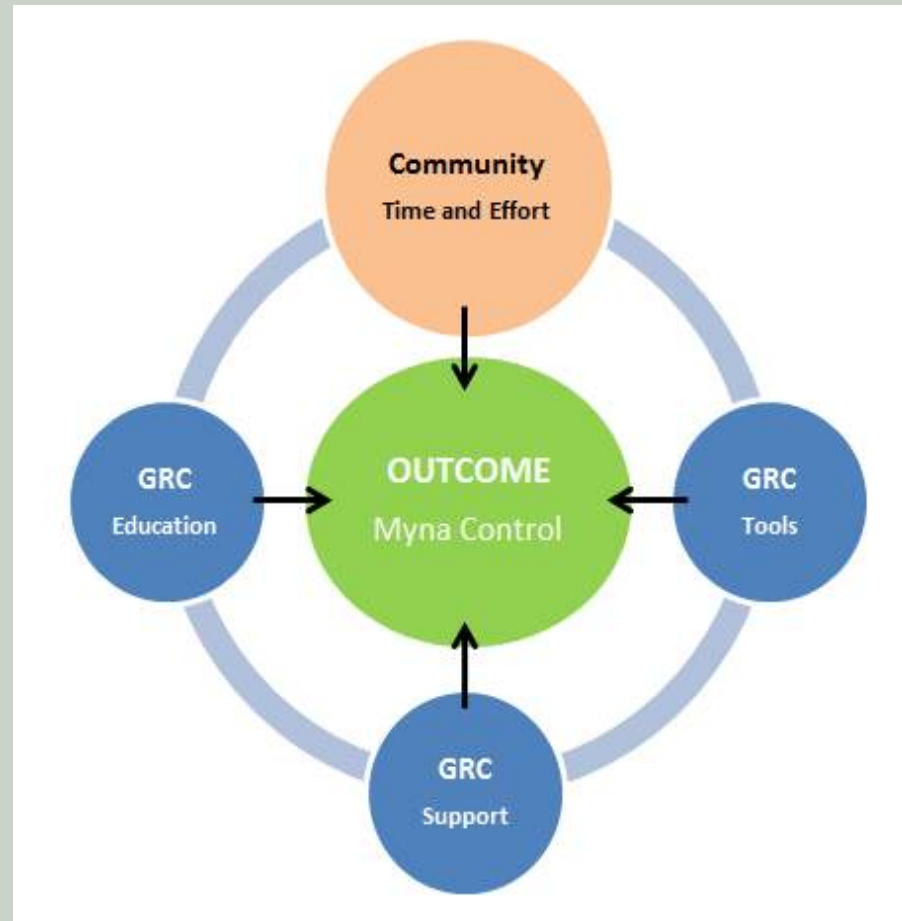 Community
Time and Effort
GRC
Education
OUTCOME
Myna Control
GRC
Tools
GRC
Support